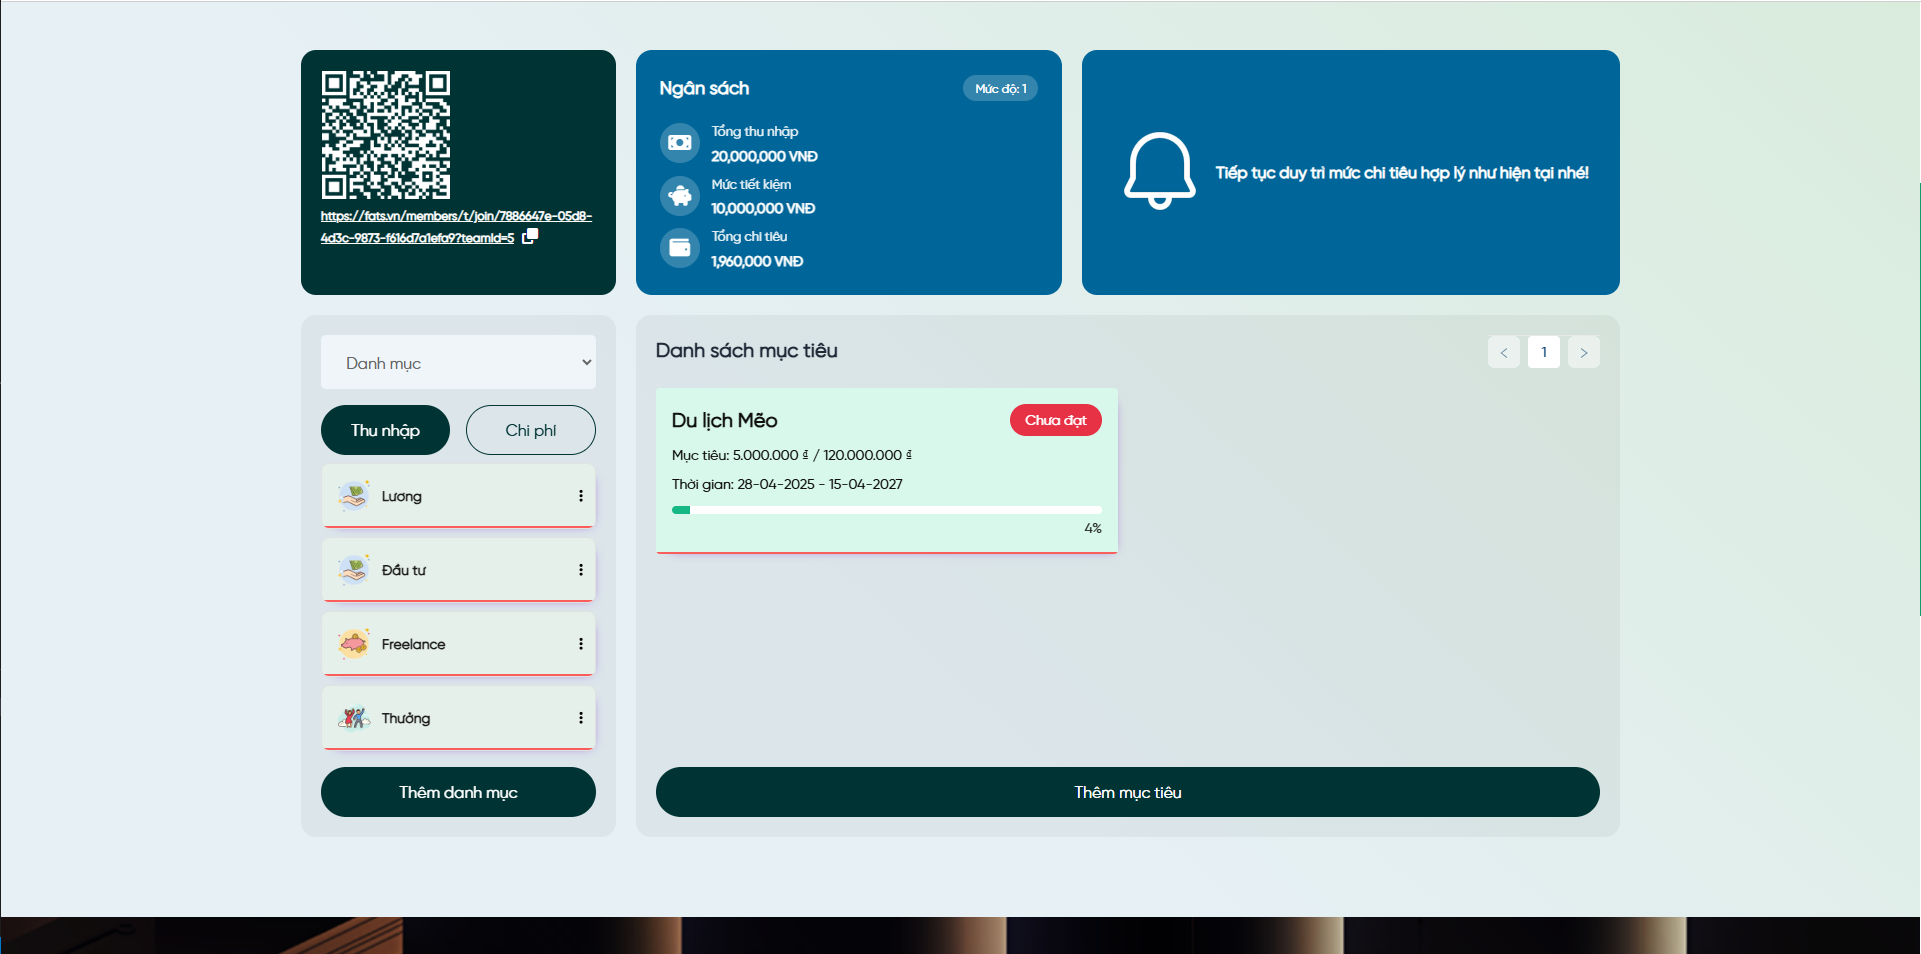 https://fats.vn/members/t/join/7886647e-05d8-
4d3c-9873-f616d7a1efa9?teamId=5
Ngân sách
Mức độ: 1
Tổng thu nhập
20,000,000 VNĐ
Mức tiết kiệm
10,000,000 VNĐ
Tổng chi tiêu
1,960,000 VNĐ
Tiếp tục duy trì mức chi tiêu hợp lý như hiện tại nhé!
Danh mục
Thu nhập
Chi phí
Lương
Đầu tư
Freelance
Thưởng
Thêm danh mục
Danh sách mục tiêu
< 1 >
Du lịch Mẽo
Chưa đạt
Mục tiêu: 5.000.000 ₫ / 120.000.000 ₫
Thời gian: 28-04-2025 - 15-04-2027
4%
Thêm mục tiêu